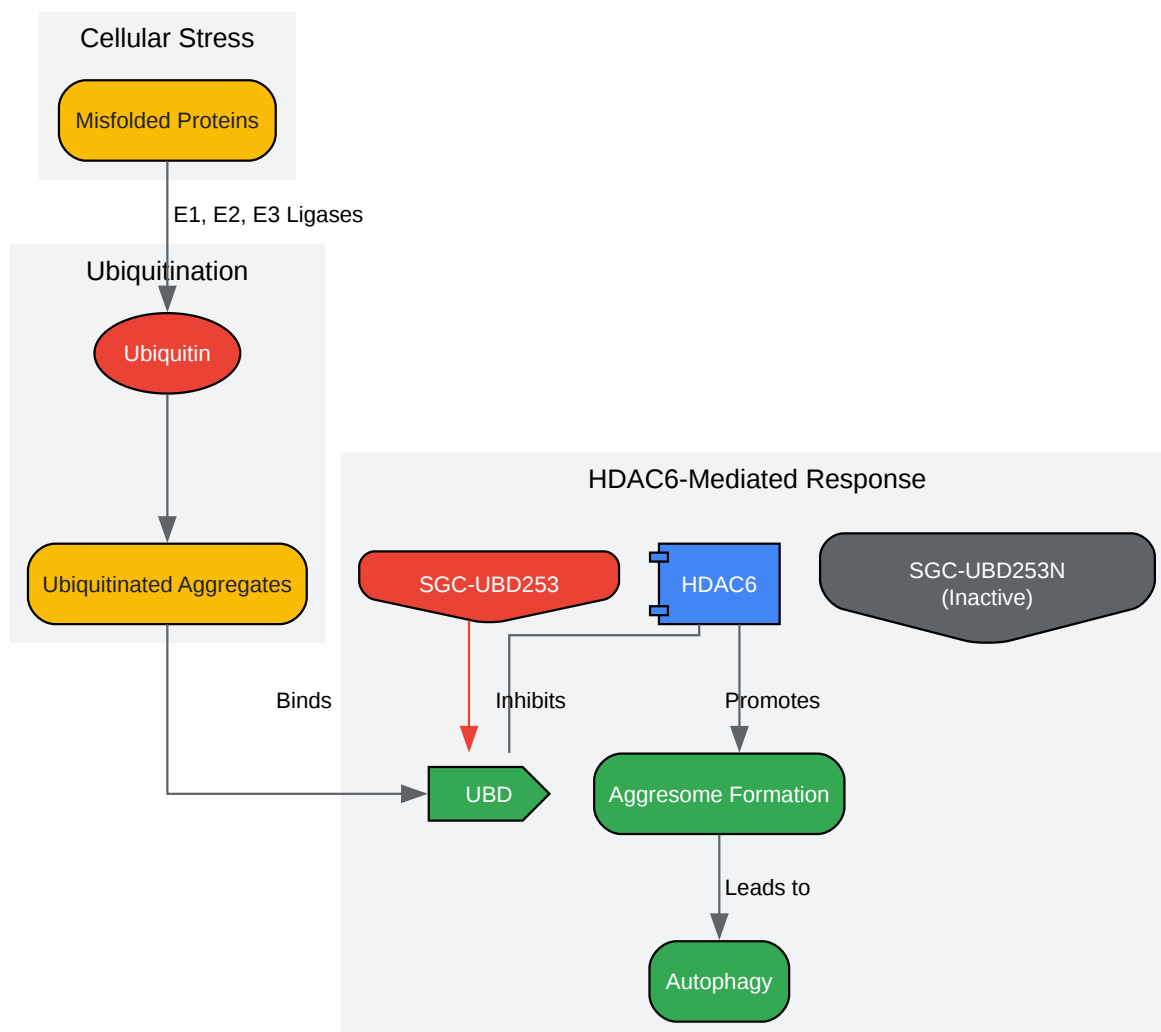 Cellular Stress
Misfolded Proteins
E1, E2, E3 Ligases
Ubiquitination
Ubiquitin
Ubiquitinated Aggregates
HDAC6-Mediated Response
SGC-UBD253
HDAC6
SGC-UBD253N
(Inactive)
Binds
Inhibits
Promotes
UBD
Aggresome Formation
Leads to
Autophagy